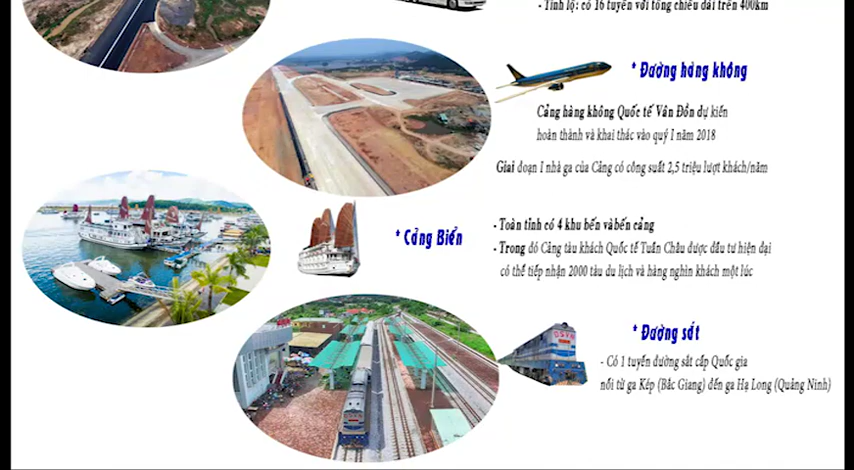 - Tỉnh lộ: có 16 tuyến với tổng chiều dài trên 400km
* Đường hàng không
Cảng hàng không Quốc tế Vân Đồn dự kiến
hoàn thành và khai thác vào quý I năm 2018
Giai đoạn I nhà ga của Cảng có công suất 2,5 triệu lượt khách/năm
* Cảng Biển
- Toàn tỉnh có 4 khu bến và bến cảng
- Trong đó Cảng tàu khách Quốc tế Tuần Châu được đầu tư hiện đại
có thể tiếp nhận 2000 tàu du lịch và hàng nghìn khách một lúc
* Đường sắt
- Có 1 tuyến đường sắt cấp Quốc gia
nối từ ga Kép (Bắc Giang) đến ga Hạ Long (Quảng Ninh)